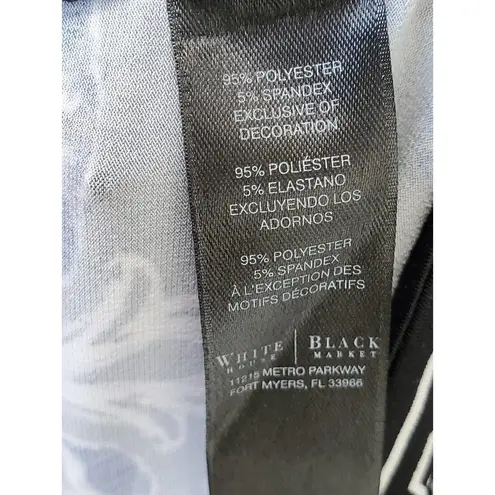 95% POLYESTER
5% SPANDEX
EXCLUSIVE OF
DECORATION
95% POLIÉSTER
5% ELASTANO
EXCLUYENDO LOS
ADORNOS
95% POLYESTER
5% SPANDEX
À L'EXCEPTION DES
MOTIFS DÉCORATIFS
WHITE HOUSE | BLACK MARKET
11215 METRO PARKWAY
FORT MYERS, FL 33966